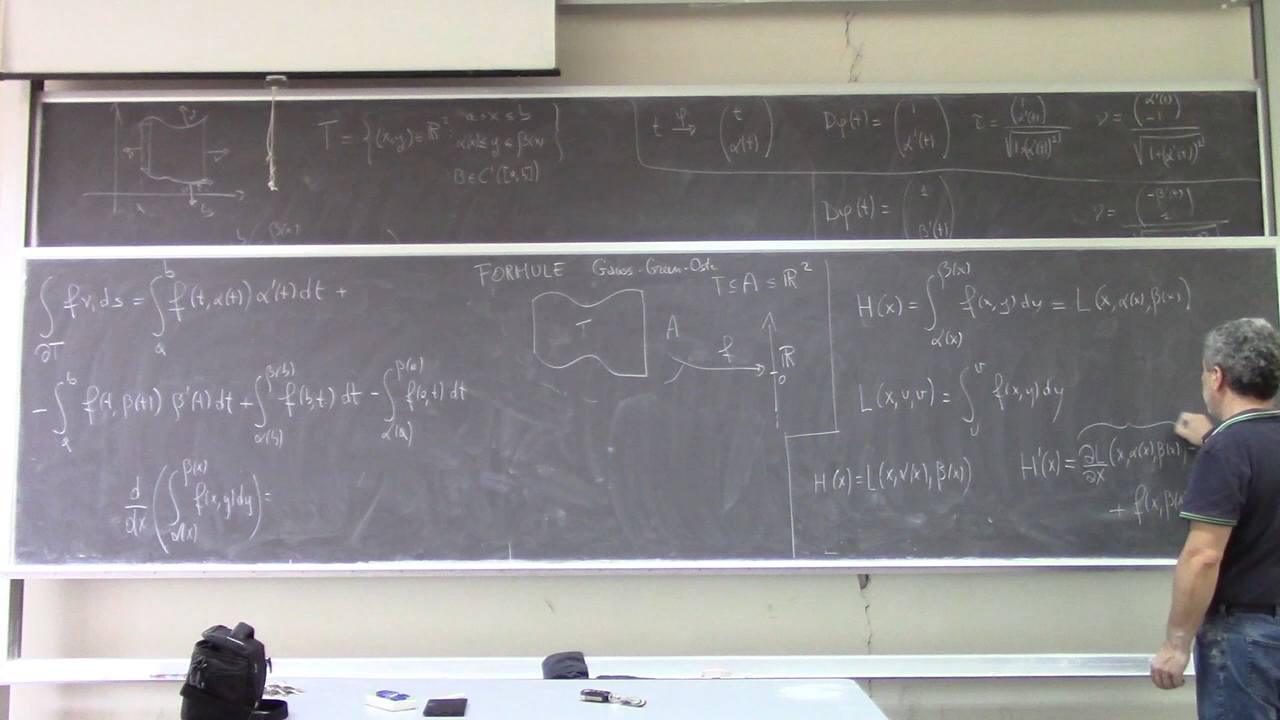 T = {(x,y) ∈ ℝ² : a ≤ x ≤ b
α(x) ≤ y ≤ β(x)
β ∈ C¹([a,b])
t →^φ (t, α(t))
Dφ(t) = (1, α'(t))
τ = (1, α'(t)) / √(1+(α'(t))²)
ν = (α'(t), -1) / √(1+(α'(t))²)
Dφ(t) = (1, β'(t))
ν = (-β'(t), 1)
b
β(x)
FORMULE Gauss-Green-Ostr
T ⊆ A ⊆ ℝ²
T
A
f
ℝ
0
∫_{∂T} f ν₁ ds = ∫_a^b f(t, α(t)) α'(t) dt +
- ∫_a^b f(t, β(t)) β'(t) dt + ∫_{α(b)}^{β(b)} f(b,t) dt - ∫_{α(a)}^{β(a)} f(a,t) dt
d/dx (∫_{α(x)}^{β(x)} f(x,y) dy) =
H(x) = ∫_{α(x)}^{β(x)} f(x,y) dy = L(x, α(x), β(x))
L(x,u,v) = ∫_u^v f(x,y) dy
H(x) = L(x, α(x), β(x))
H'(x) = ∂L/∂x (x, α(x), β(x)
+ f(x, β(x